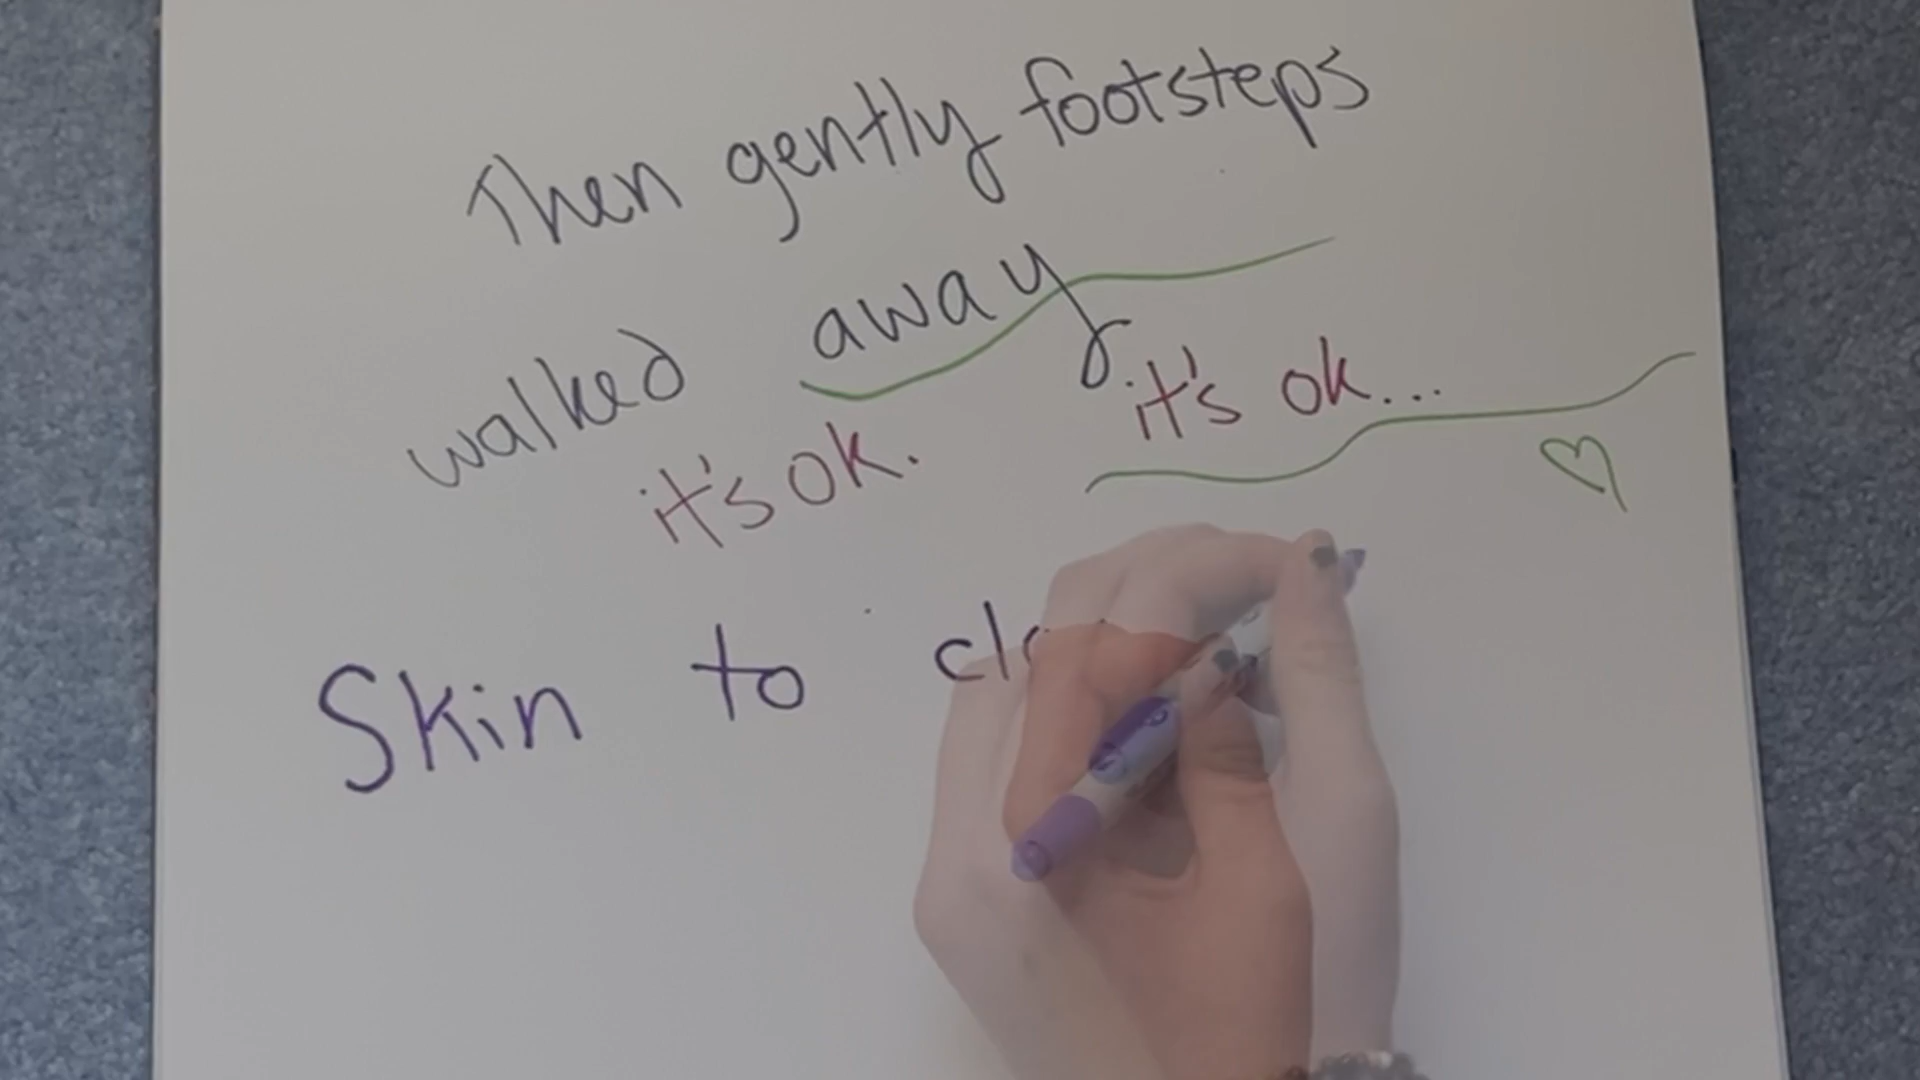 Then gently footsteps
walked away.
it's ok. it's ok...
Skin to